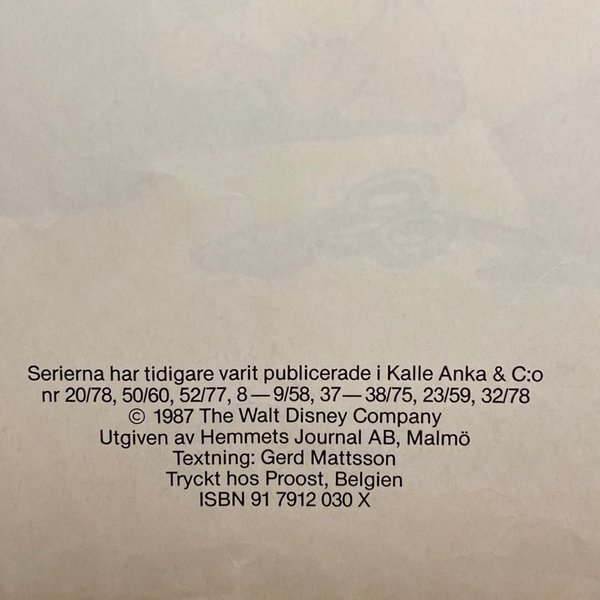 Serierna har tidigare varit publicerade i Kalle Anka & C:o
nr 20/78, 50/60, 52/77, 8—9/58, 37—38/75, 23/59, 32/78
© 1987 The Walt Disney Company
Utgiven av Hemmets Journal AB, Malmö
Textning: Gerd Mattsson
Tryckt hos Proost, Belgien
ISBN 91 7912 030 X